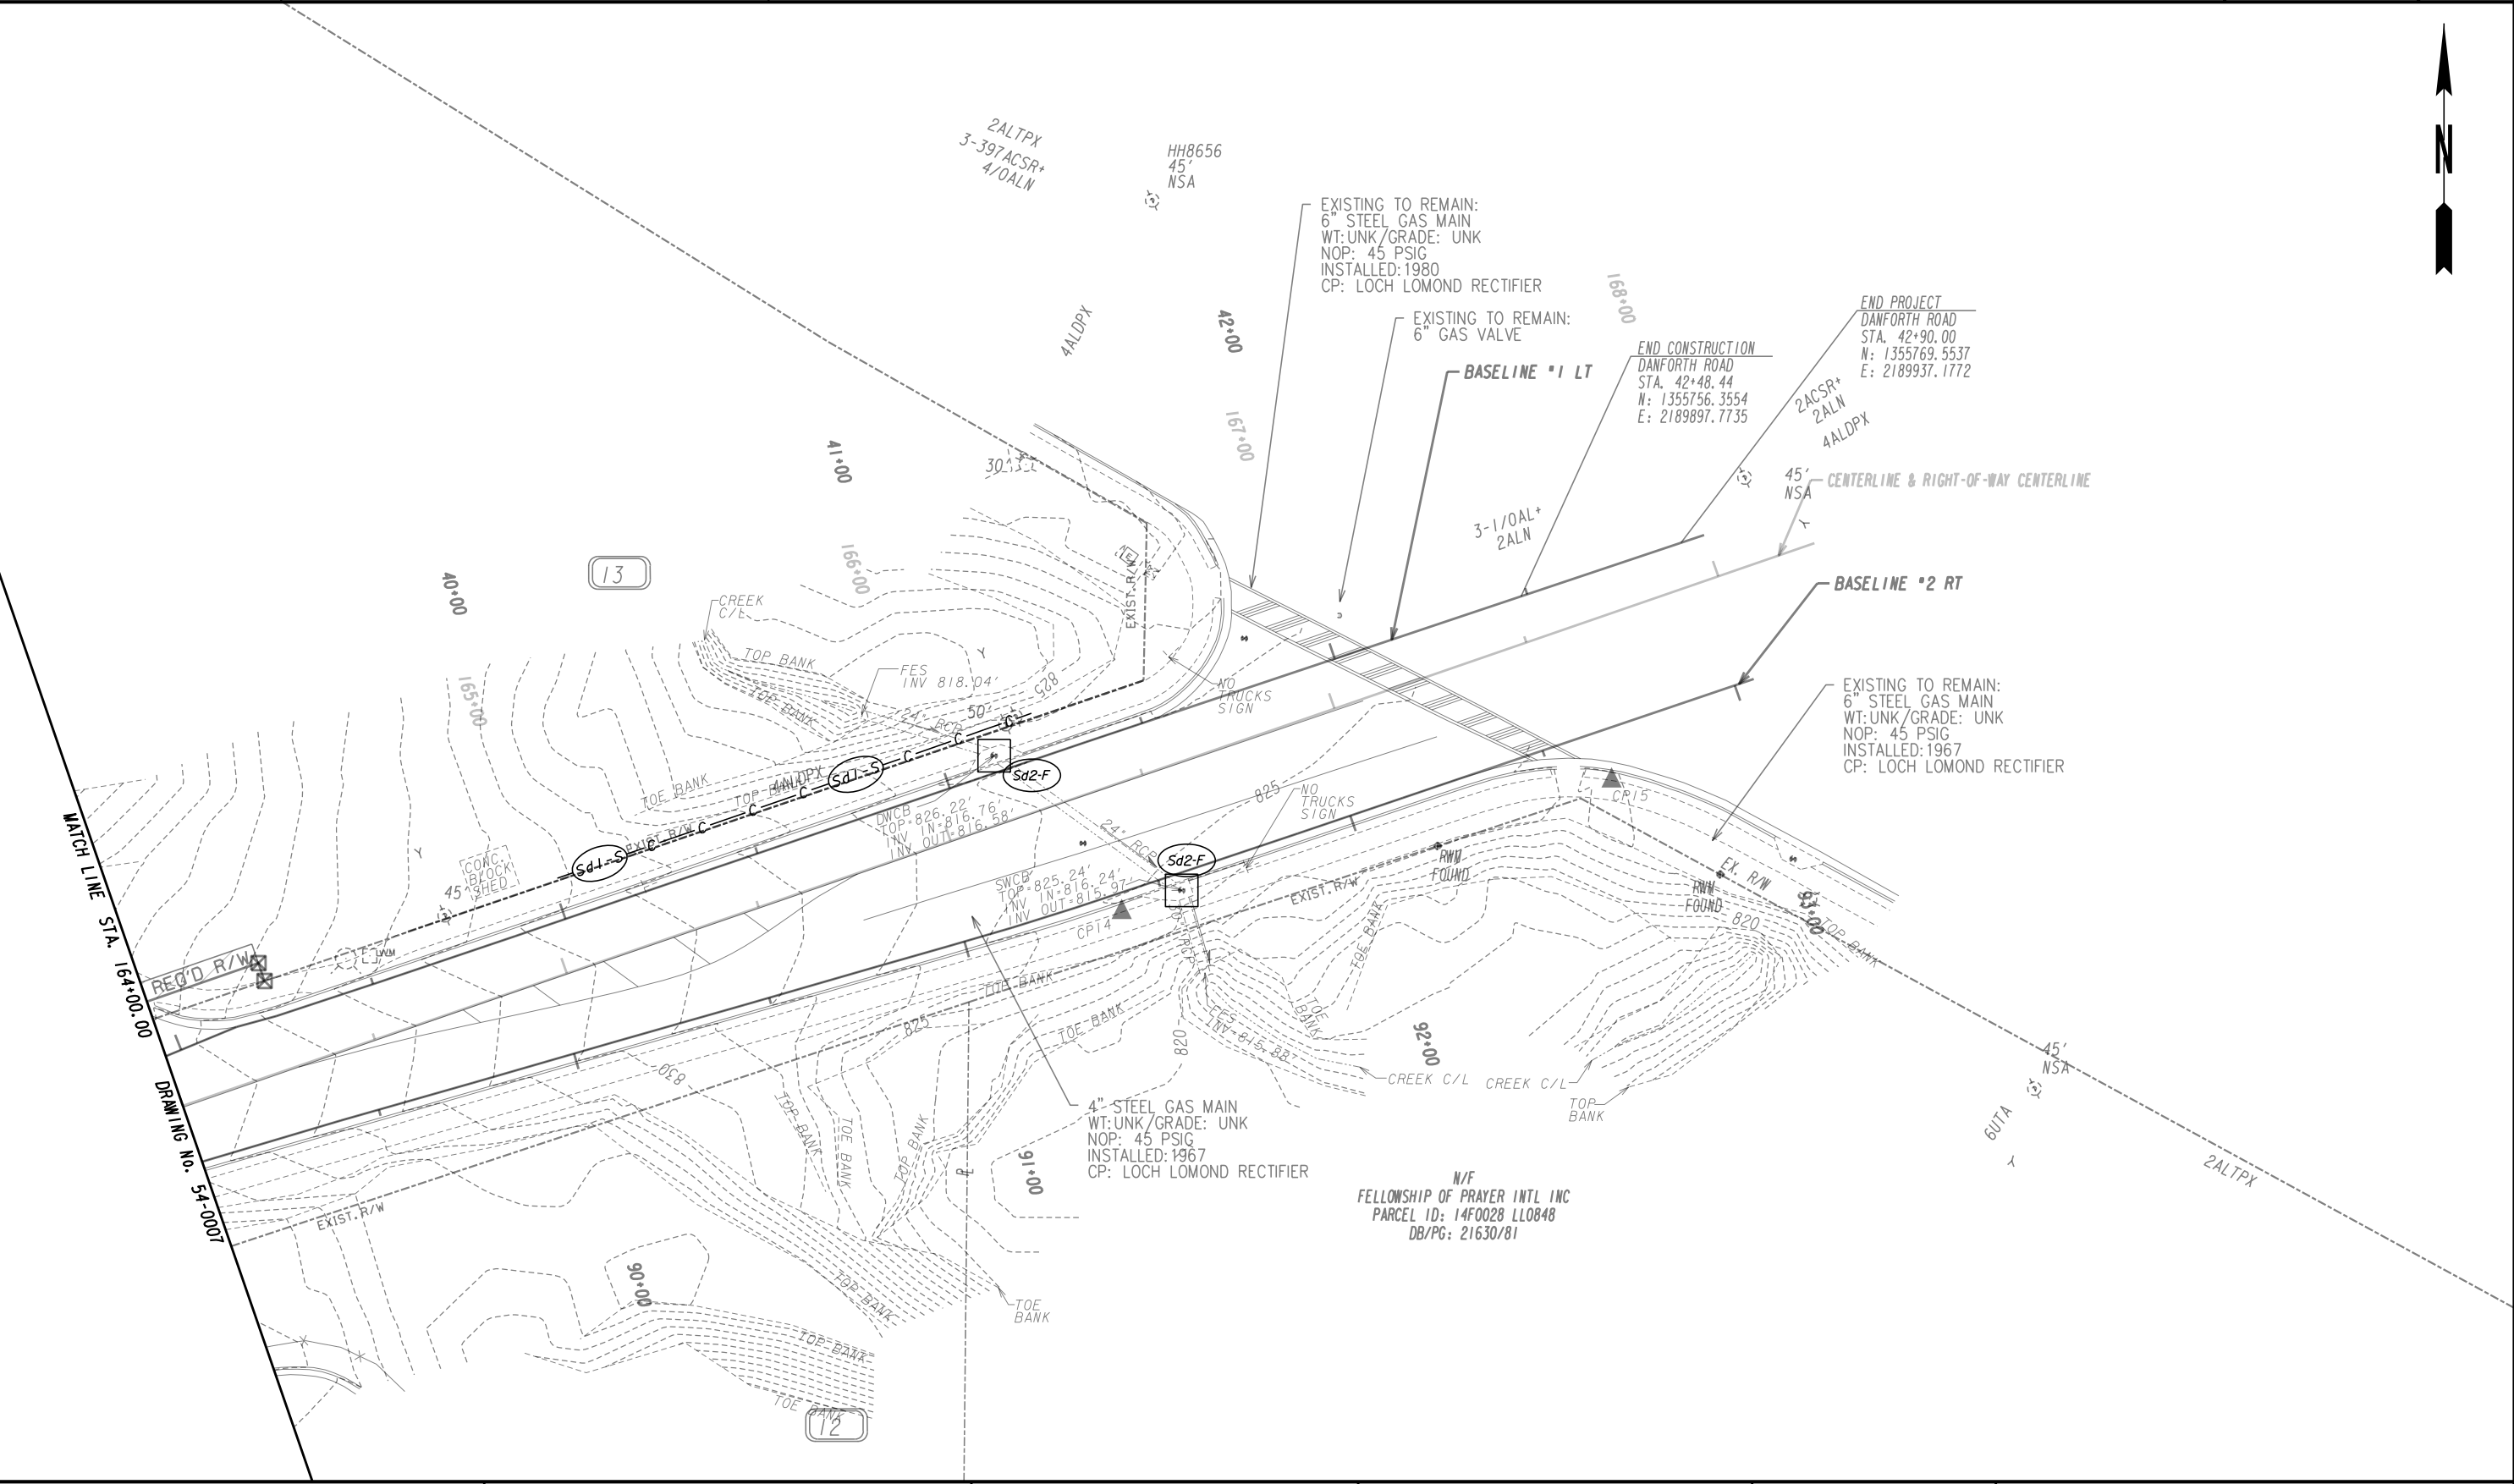 2ALTPX
3-397ACSR+
4/0ALN
HH8656
45'
NSA
N
EXISTING TO REMAIN:
6" STEEL GAS MAIN
WT:UNK/GRADE: UNK
NOP: 45 PSIG
INSTALLED:1980
CP: LOCH LOMOND RECTIFIER
EXISTING TO REMAIN:
6" GAS VALVE
BASELINE #1 LT
168+00
END CONSTRUCTION
DANFORTH ROAD
STA. 42+48.44
N: 1355756.3554
E: 2189897.7735
END PROJECT
DANFORTH ROAD
STA. 42+90.00
N: 1355769.5537
E: 2189937.1772
2ACSR+
2ALN
4ALDPX
45'
NSA
CENTERLINE & RIGHT-OF-WAY CENTERLINE
4ALDPX
42+00
167+00
41+00
30'
3-1/0AL+
2ALN
166+00
40+00
13
EXIST.R/W
BASELINE #2 RT
CREEK
C/L
TOP BANK
FES
INV 818.04'
825
NO
TRUCKS
SIGN
165+00
TOP BANK
24" RCP
50'
C
C
C
C
C
C
C
EXISTING TO REMAIN:
6" STEEL GAS MAIN
WT:UNK/GRADE: UNK
NOP: 45 PSIG
INSTALLED:1967
CP: LOCH LOMOND RECTIFIER
TOE BANK
TOP BANK
4ALDPX
Sd1-S
Sd2-F
EXIST.R/W
Sd1-S
DWCB
TOP=826.22'
INV IN=816.76'
INV OUT=816.58'
825
NO
TRUCKS
SIGN
CP15
24" RCP
Sd2-F
CONC.
BLOCK
SHED
45'
SWCB
TOP=825.24'
INV IN=816.24'
INV OUT=815.97'
CP14
EXIST.R/W
RWM
FOUND
EX. R/W
RWM
FOUND
93+00
820
TOP BANK
MATCH LINE STA. 164+00.00
DRAWING No. 54-0007
REQ'D R/W
WM
TOE BANK
TOE BANK
825
TOE BANK
820
FES
INV=815.88'
TOE
BANK
92+00
CREEK C/L
CREEK C/L
TOP
BANK
45'
NSA
6UTA
2ALTPX
830
TOP BANK
TOE BANK
TOP BANK
4" STEEL GAS MAIN
WT:UNK/GRADE: UNK
NOP: 45 PSIG
INSTALLED:1967
CP: LOCH LOMOND RECTIFIER
91+00
N/F
FELLOWSHIP OF PRAYER INTL INC
PARCEL ID: 14F0028 LL0848
DB/PG: 21630/81
EXIST.R/W
90+00
TOP BANK
TOE
BANK
TOP BANK
TOE BANK
12